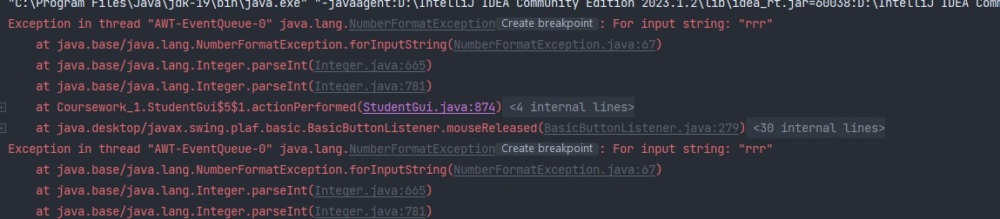 "C:\Program Files\Java\jdk-19\bin\java.exe" "-javaagent:D:\IntelliJ IDEA Community Edition 2023.1.2\lib\idea_rt.jar=60038:D:\IntelliJ IDEA Comm
Exception in thread "AWT-EventQueue-0" java.lang.NumberFormatException Create breakpoint : For input string: "rrr"
at java.base/java.lang.NumberFormatException.forInputString(NumberFormatException.java:67)
at java.base/java.lang.Integer.parseInt(Integer.java:665)
at java.base/java.lang.Integer.parseInt(Integer.java:781)
at Coursework_1.StudentGui$5$1.actionPerformed(StudentGui.java:874) <4 internal lines>
at java.desktop/javax.swing.plaf.basic.BasicButtonListener.mouseReleased(BasicButtonListener.java:279) <30 internal lines>
Exception in thread "AWT-EventQueue-0" java.lang.NumberFormatException Create breakpoint : For input string: "rrr"
at java.base/java.lang.NumberFormatException.forInputString(NumberFormatException.java:67)
at java.base/java.lang.Integer.parseInt(Integer.java:665)
at java.base/java.lang.Integer.parseInt(Integer.java:781)